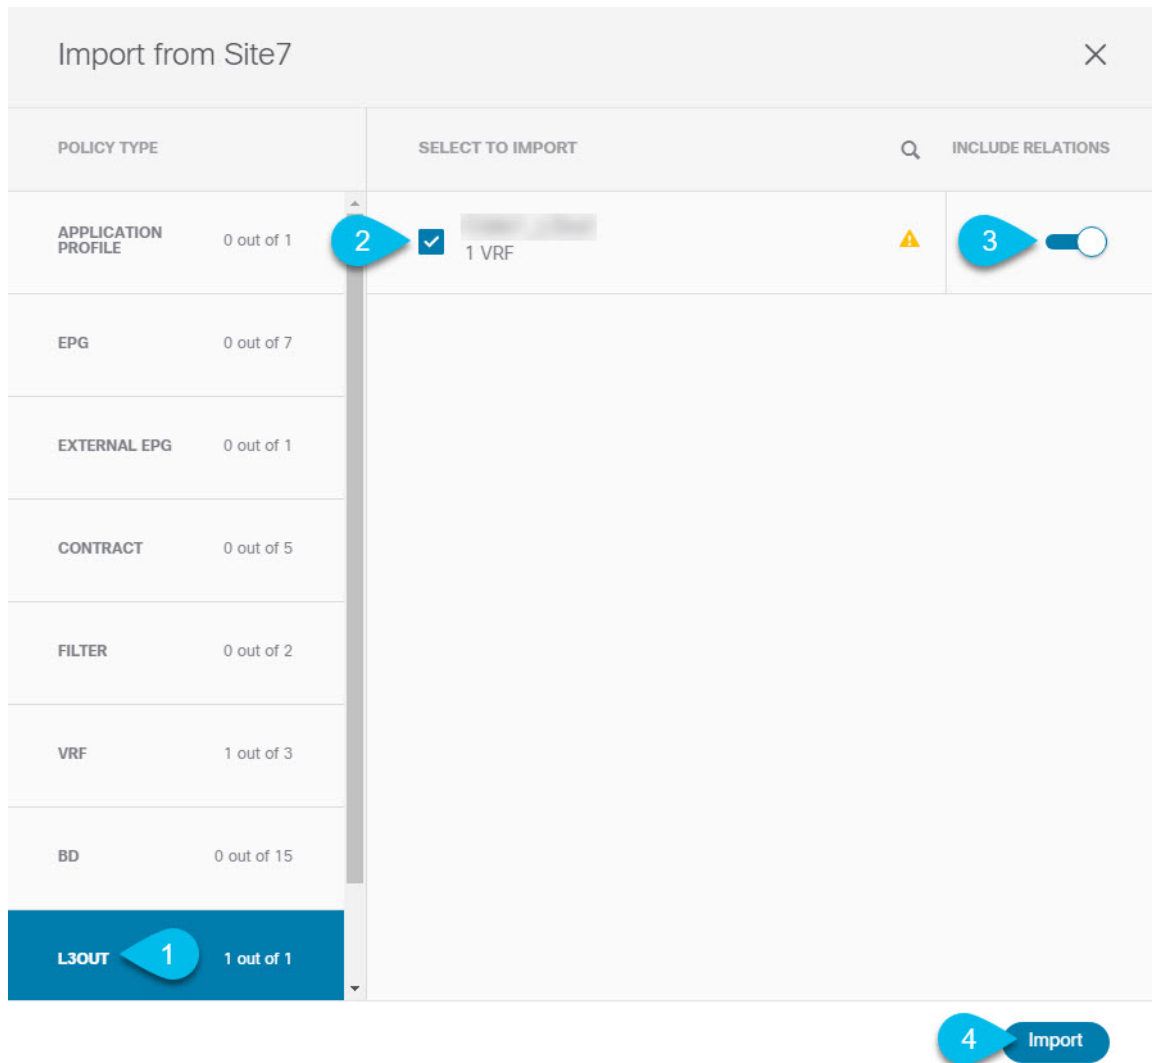 Import from Site7
POLICY TYPE
SELECT TO IMPORT
INCLUDE RELATIONS
APPLICATION
PROFILE
0 out of 1
2
1 VRF
3
EPG
0 out of 7
EXTERNAL EPG
0 out of 1
CONTRACT
0 out of 5
FILTER
0 out of 2
VRF
1 out of 3
BD
0 out of 15
L3OUT
1
1 out of 1
4
Import